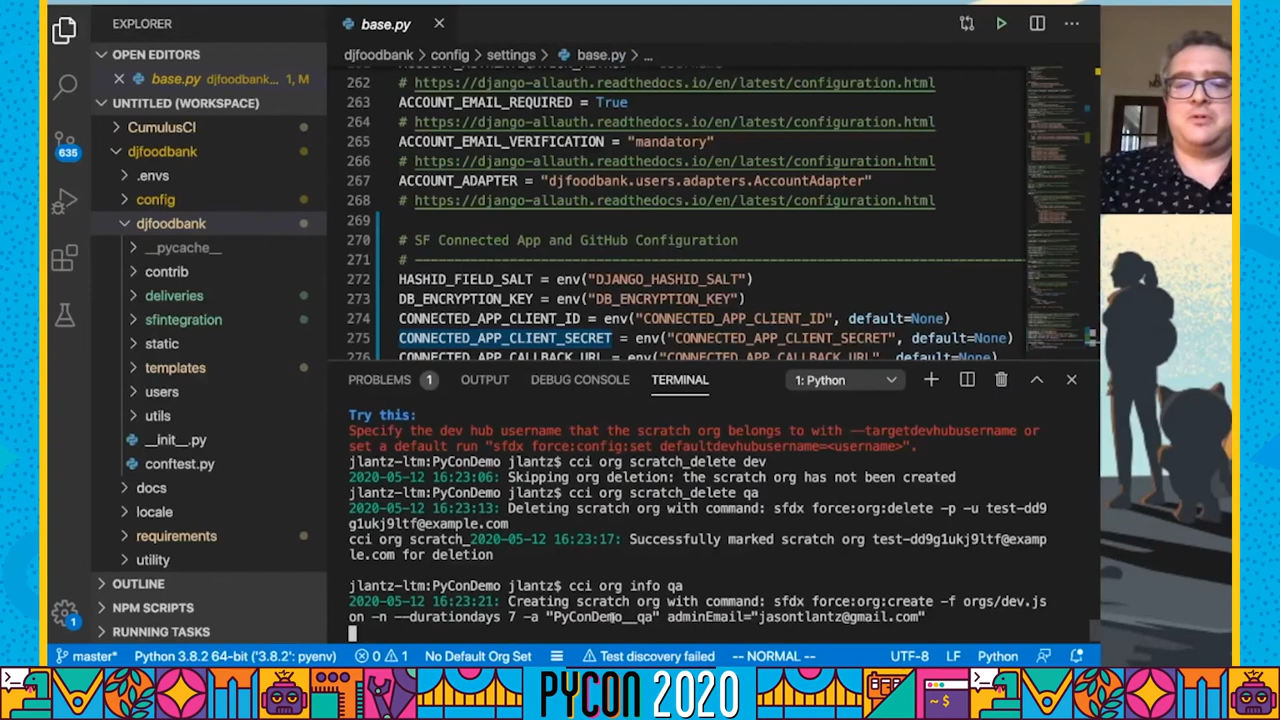 EXPLORER
OPEN EDITORS
base.py djfoodbank... 1, M
UNTITLED (WORKSPACE)
CumulusCI
djfoodbank
.envs
config
djfoodbank
__pycache__
contrib
deliveries
sfintegration
static
templates
users
utils
__init__.py
conftest.py
docs
locale
requirements
utility
OUTLINE
NPM SCRIPTS
RUNNING TASKS
635
1
base.py
djfoodbank > config > settings > base.py > ...
262 # https://django-allauth.readthedocs.io/en/latest/configuration.html
263 ACCOUNT_EMAIL_REQUIRED = True
264 # https://django-allauth.readthedocs.io/en/latest/configuration.html
265 ACCOUNT_EMAIL_VERIFICATION = "mandatory"
266 # https://django-allauth.readthedocs.io/en/latest/configuration.html
267 ACCOUNT_ADAPTER = "djfoodbank.users.adapters.AccountAdapter"
268 # https://django-allauth.readthedocs.io/en/latest/configuration.html
269
270 # SF Connected App and GitHub Configuration
271 # ------------------------------------------------------------------------------
272 HASHID_FIELD_SALT = env("DJANGO_HASHID_SALT")
273 DB_ENCRYPTION_KEY = env("DB_ENCRYPTION_KEY")
274 CONNECTED_APP_CLIENT_ID = env("CONNECTED_APP_CLIENT_ID", default=None)
275 CONNECTED_APP_CLIENT_SECRET = env("CONNECTED_APP_CLIENT_SECRET", default=None)
276 CONNECTED_APP_CALLBACK_URL = env("CONNECTED_APP_CALLBACK_URL", default=None)
PROBLEMS 1 OUTPUT DEBUG CONSOLE TERMINAL 1: Python
Try this:
Specify the dev hub username that the scratch org belongs to with --targetdevhubusername or
set a default run "sfdx force:config:set defaultdevhubusername=<username>".
jlantz-ltm:PyConDemo jlantz$ cci org scratch_delete dev
2020-05-12 16:23:06: Skipping org deletion: the scratch org has not been created
jlantz-ltm:PyConDemo jlantz$ cci org scratch_delete qa
2020-05-12 16:23:13: Deleting scratch org with command: sfdx force:org:delete -p -u test-dd9
g1ukj9ltf@example.com
cci org scratch_2020-05-12 16:23:17: Successfully marked scratch org test-dd9g1ukj9ltf@examp
le.com for deletion
jlantz-ltm:PyConDemo jlantz$ cci org info qa
2020-05-12 16:23:21: Creating scratch org with command: sfdx force:org:create -f orgs/dev.js
on -n --durationdays 7 -a "PyConDemo__qa" adminEmail="jasontlantz@gmail.com"
master* Python 3.8.2 64-bit ('3.8.2': pyenv) 0 1 No Default Org Set Test discovery failed -- NORMAL -- UTF-8 LF Python
PYCON 2020
~$